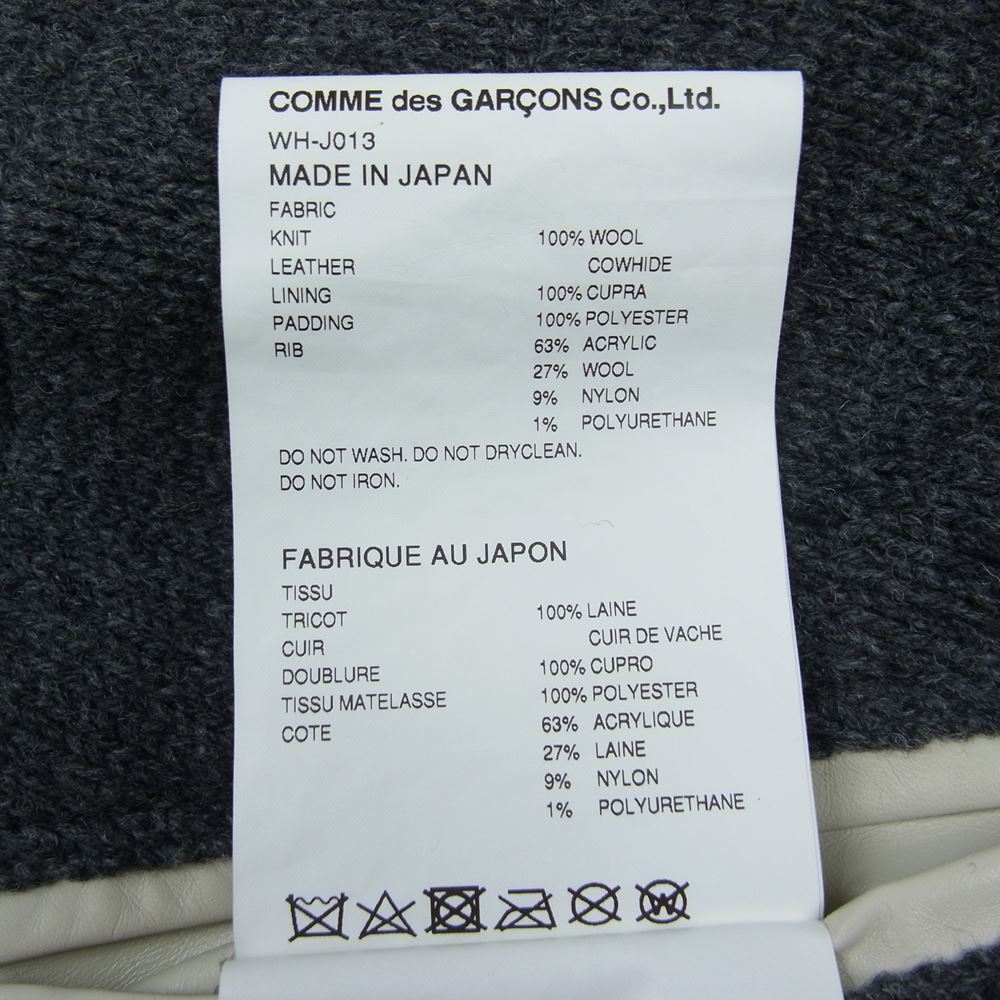 COMME des GARÇONS Co.,Ltd.
WH-J013
MADE IN JAPAN
FABRIC
KNIT 100% WOOL
LEATHER COWHIDE
LINING 100% CUPRA
PADDING 100% POLYESTER
RIB 63% ACRYLIC
27% WOOL
9% NYLON
1% POLYURETHANE
DO NOT WASH. DO NOT DRYCLEAN.
DO NOT IRON.
FABRIQUE AU JAPON
TISSU
TRICOT 100% LAINE
CUIR CUIR DE VACHE
DOUBLURE 100% CUPRO
TISSU MATELASSE 100% POLYESTER
COTE 63% ACRYLIQUE
27% LAINE
9% NYLON
1% POLYURETHANE
W